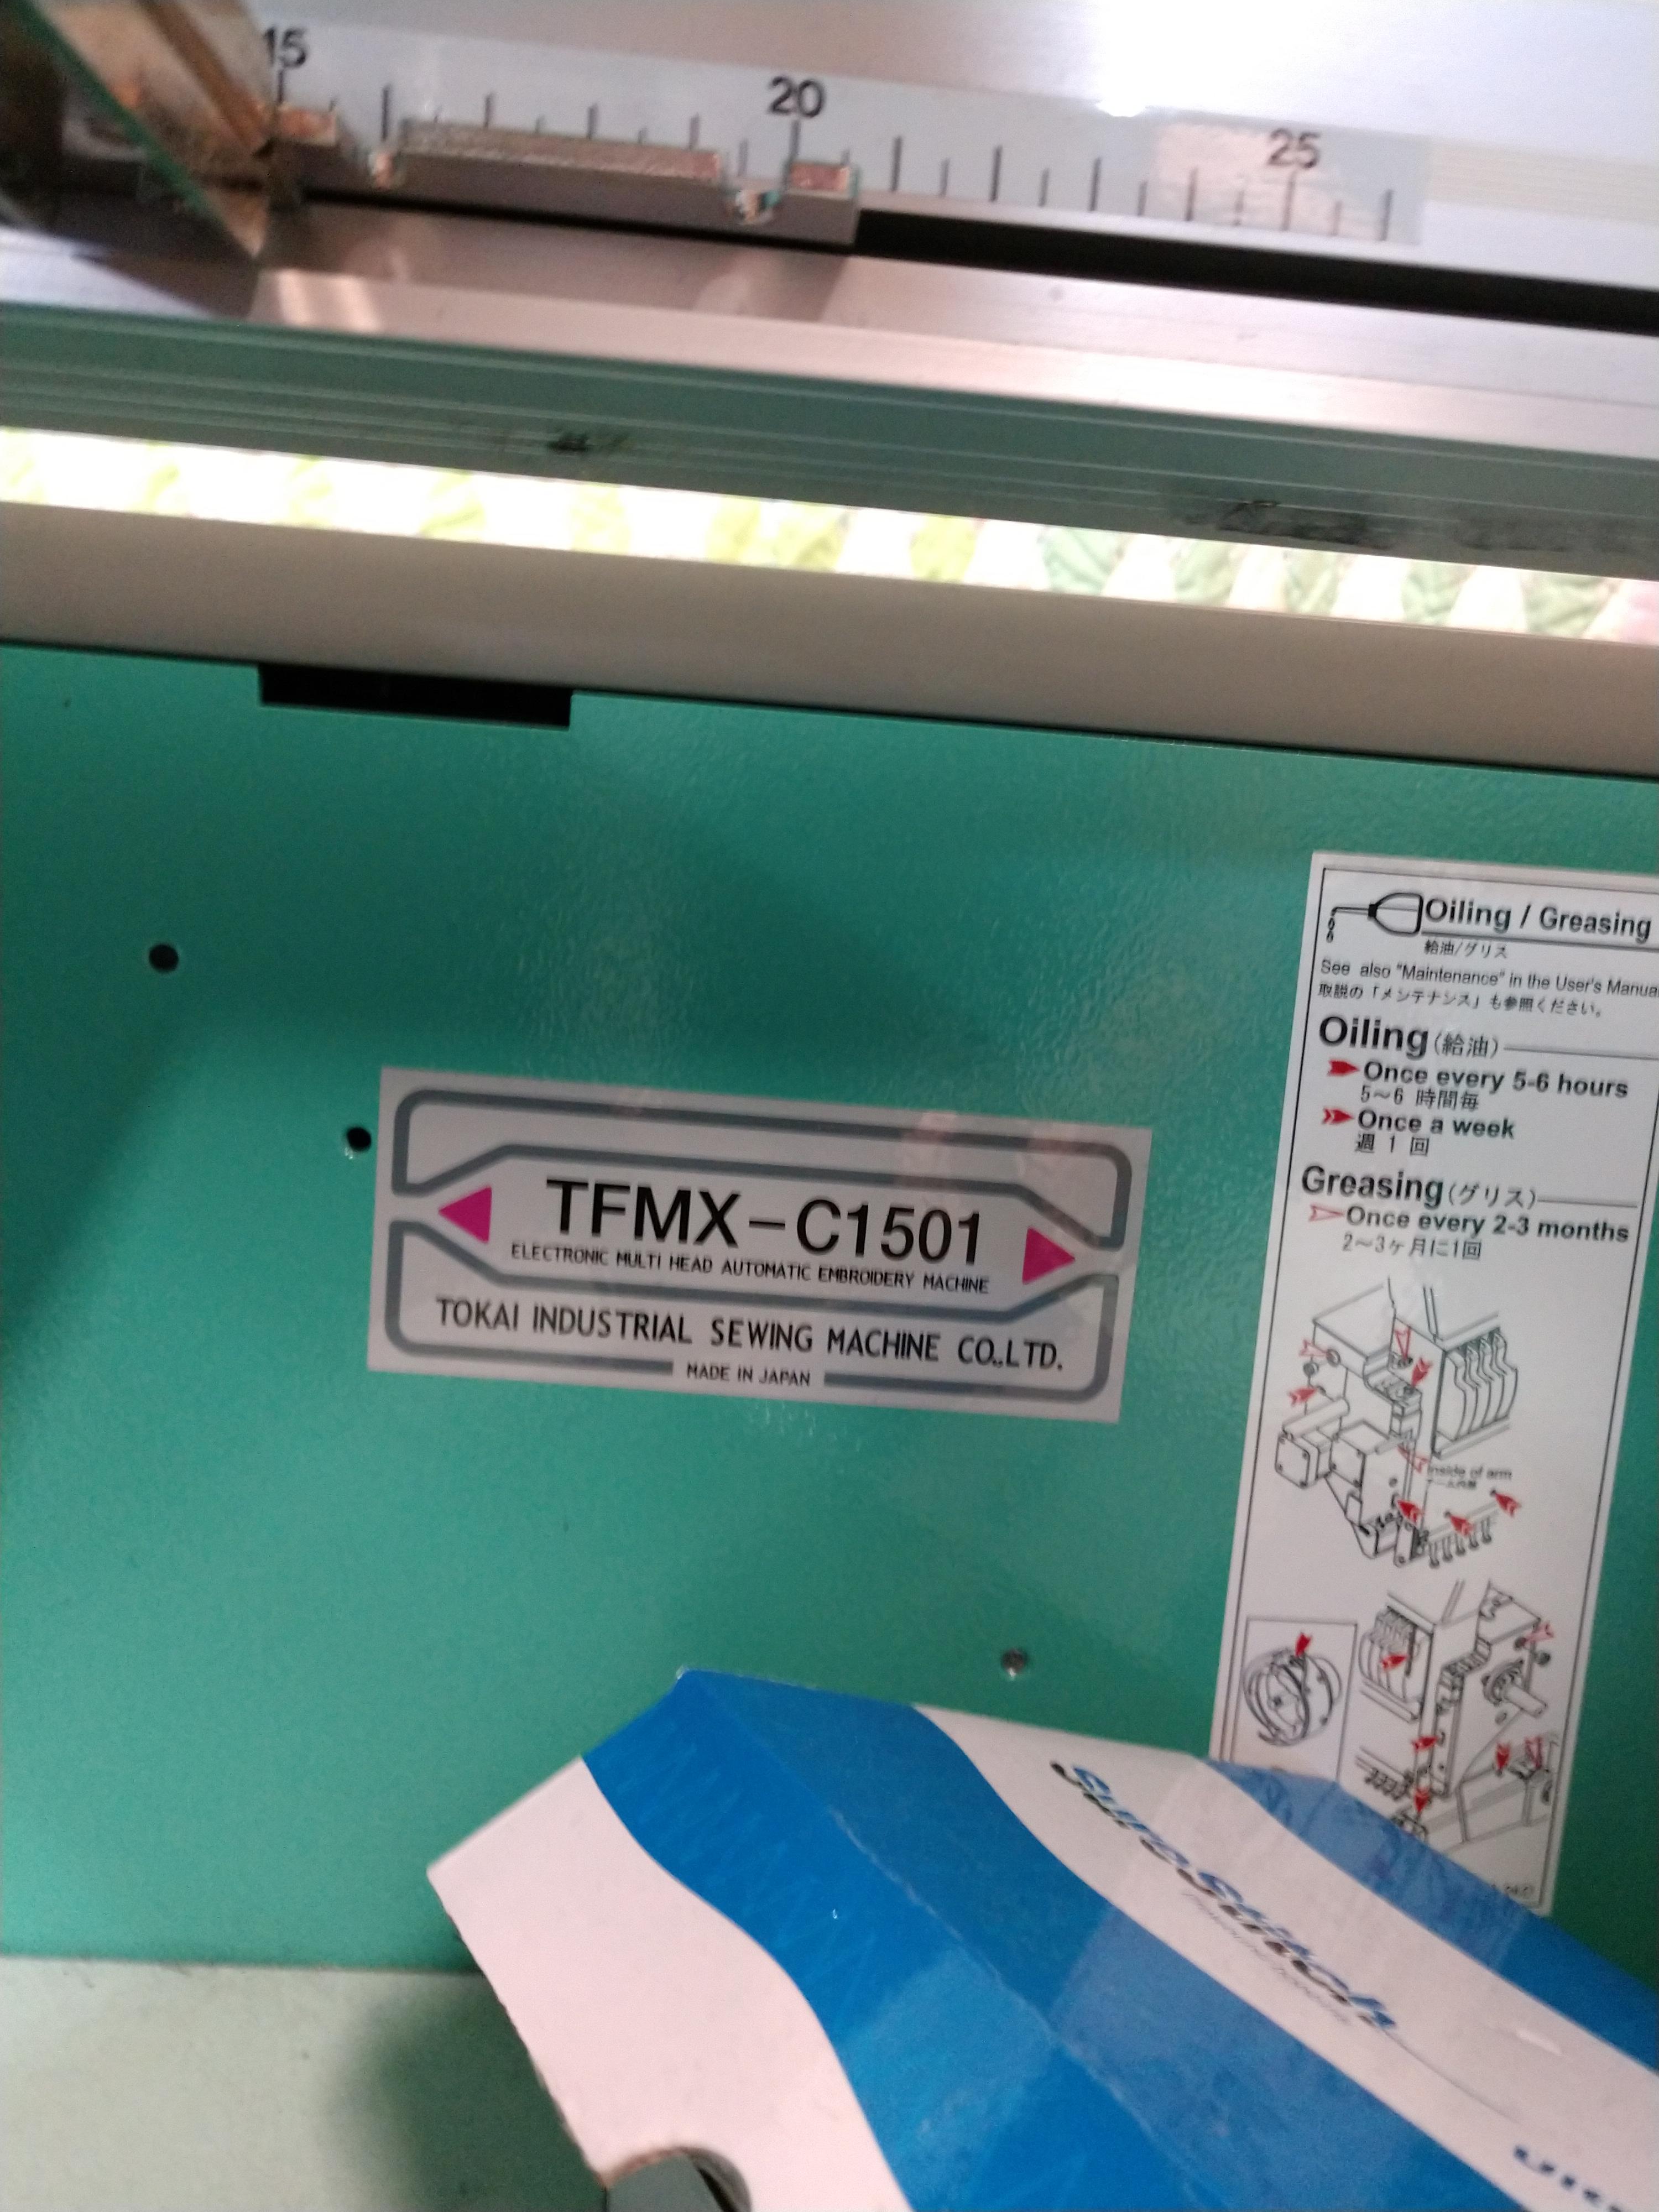 15
20
25
Oiling / Greasing
給油/グリス
See also "Maintenance" in the User's
取説の「メンテナンス」も参照ください。
Oiling (給油)
Once every 5-6 hours
5～6 時間毎
Once a week
週 1 回
Greasing (グリス)
Once every 2-3 months
2～3ヶ月に1回
Inside of arm
TFMX-C1501
ELECTRONIC MULTI HEAD AUTOMATIC EMBROIDERY MACHINE
TOKAI INDUSTRIAL SEWING MACHINE CO.,LTD.
MADE IN JAPAN
SureStitch